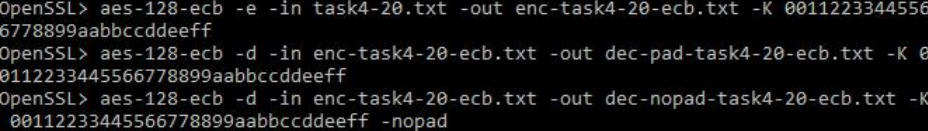 OpenSSL> aes-128-ecb -e -in task4-20.txt -out enc-task4-20-ecb.txt -K 0011223344556
6778899aabbccddeeff
OpenSSL> aes-128-ecb -d -in enc-task4-20-ecb.txt -out dec-pad-task4-20-ecb.txt -K 0
0112233445566778899aabbccddeeff
OpenSSL> aes-128-ecb -d -in enc-task4-20-ecb.txt -out dec-nopad-task4-20-ecb.txt -K
00112233445566778899aabbccddeeff -nopad